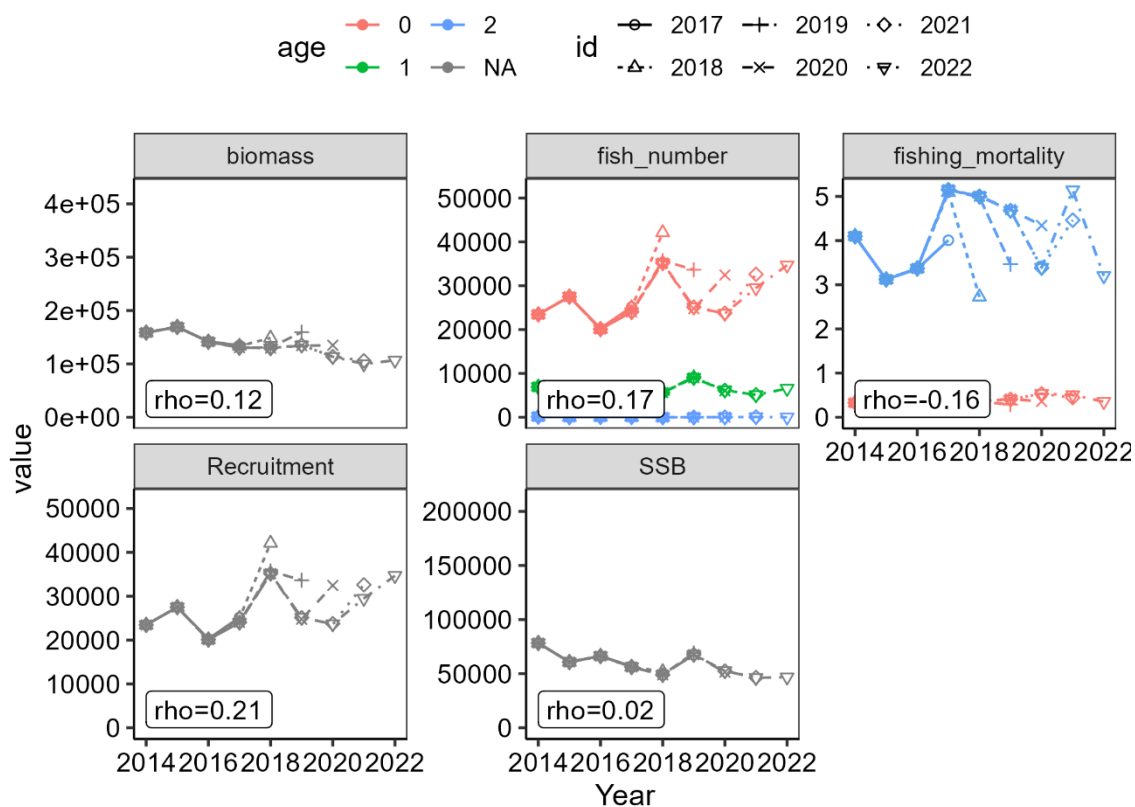 age
0
2
1
NA
id
2017
2019
2021
2018
2020
2022
value
biomass
4e+05
3e+05
2e+05
1e+05
0e+00
rho=0.12
fish_number
50000
40000
30000
20000
10000
0
rho=0.17
fishing_mortality
5
4
3
2
1
0
rho=-0.16
2014 2016 2018 2020 2022
Recruitment
50000
40000
30000
20000
10000
0
rho=0.21
2014 2016 2018 2020 2022
SSB
200000
150000
100000
50000
0
rho=0.02
2014 2016 2018 2020 2022
Year